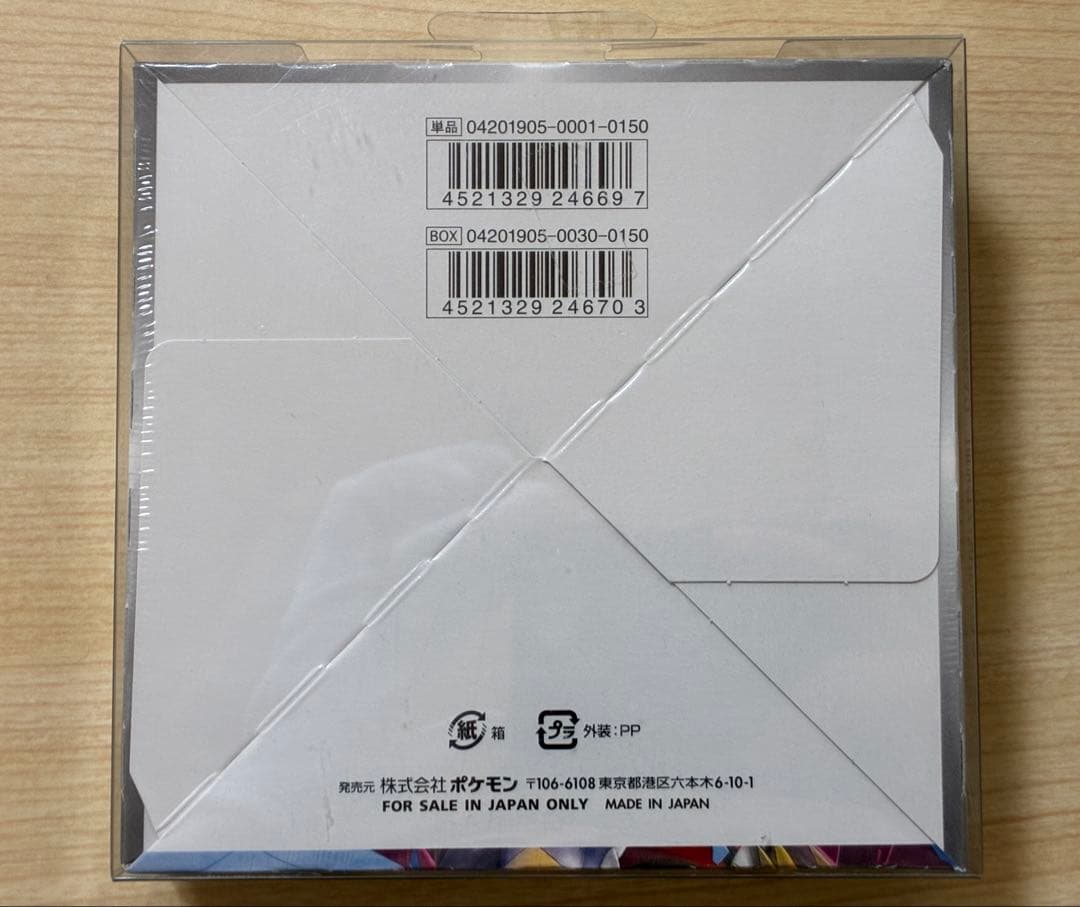 単品 04201905-0001-0150
4521329 24669 7
BOX 04201905-0030-0150
4521329 24670 3
紙 箱 プラ 外装:PP
発売元 株式会社 ポケモン 〒106-6108 東京都港区六本木6-10-1
FOR SALE IN JAPAN ONLY MADE IN JAPAN